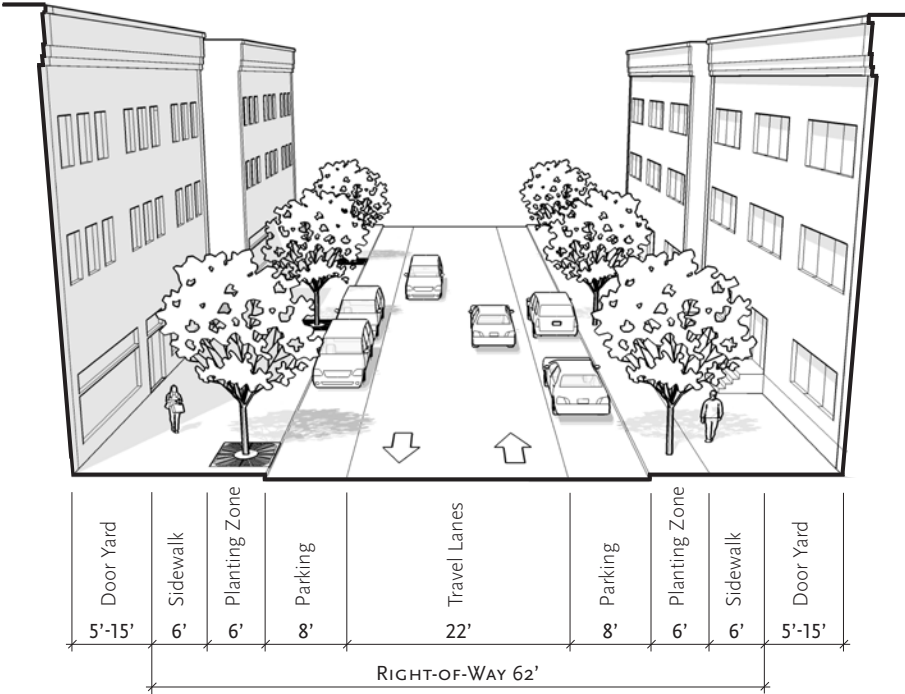 Door Yard
Sidewalk
Planting Zone
Parking
Travel Lanes
Parking
Planting Zone
Sidewalk
Door Yard
5'-15' 6' 6' 8' 22' 8' 6' 6' 5'-15'
Right-of-Way 62'